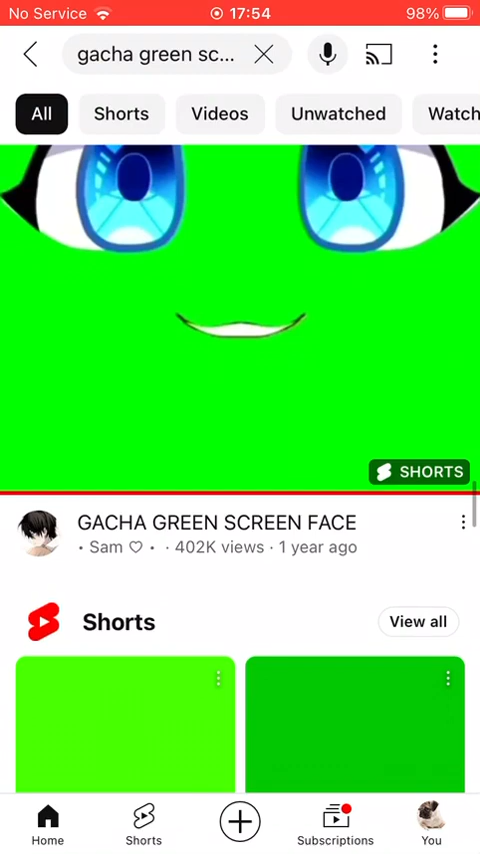 No Service 17:54 98%
gacha green sc...
All Shorts Videos Unwatched Watch
SHORTS
GACHA GREEN SCREEN FACE
• Sam ♡ • · 402K views · 1 year ago
Shorts View all
Home Shorts Subscriptions You